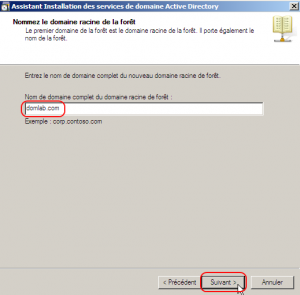 Assistant Installation des services de domaine Active Directory
Nommez le domaine racine de la forêt
Le premier domaine de la forêt est le domaine racine de la forêt. Il porte également le
nom de la forêt.
Entrez le nom de domaine complet du nouveau domaine racine de forêt.
Nom de domaine complet du domaine racine de forêt :
domlab.com
Exemple : corp.contoso.com
< Précédent
Suivant >
Annuler